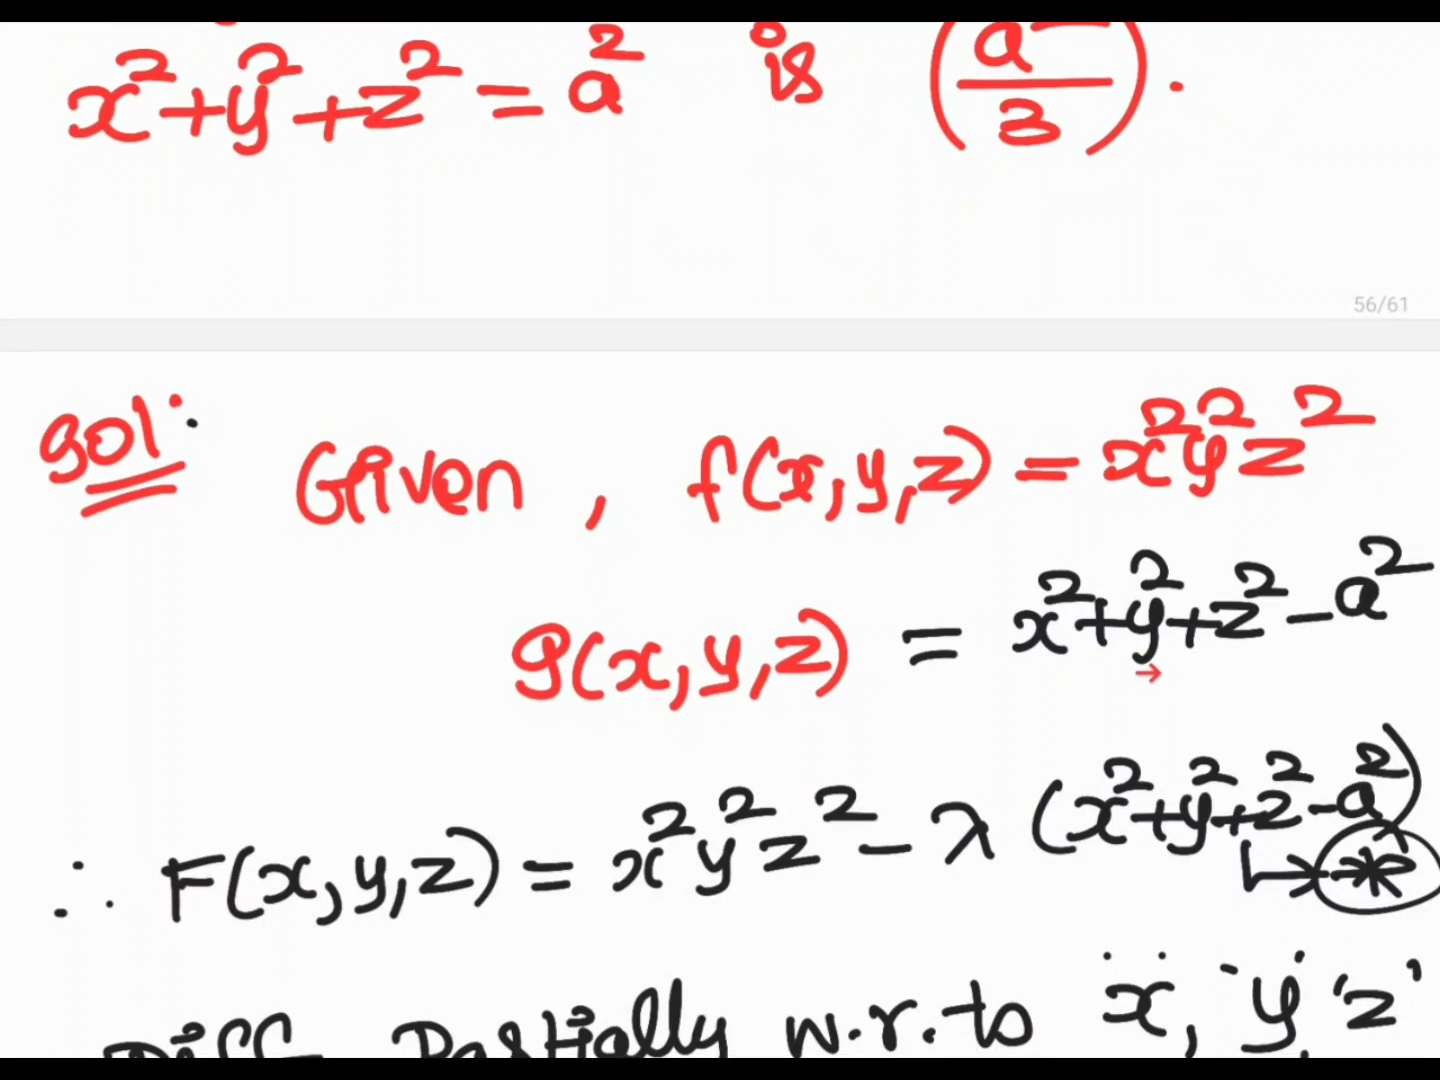 x²+y²+z²=a² is (a²/3).
56/61
Sol: Given, f(x,y,z) = x²y²z²
g(x,y,z) = x²+y²+z²-a²
→
∴ F(x,y,z) = x²y²z² - λ (x²+y²+z²-a²)
↳ *
Diff Partially w.r.to 'x', 'y', 'z'